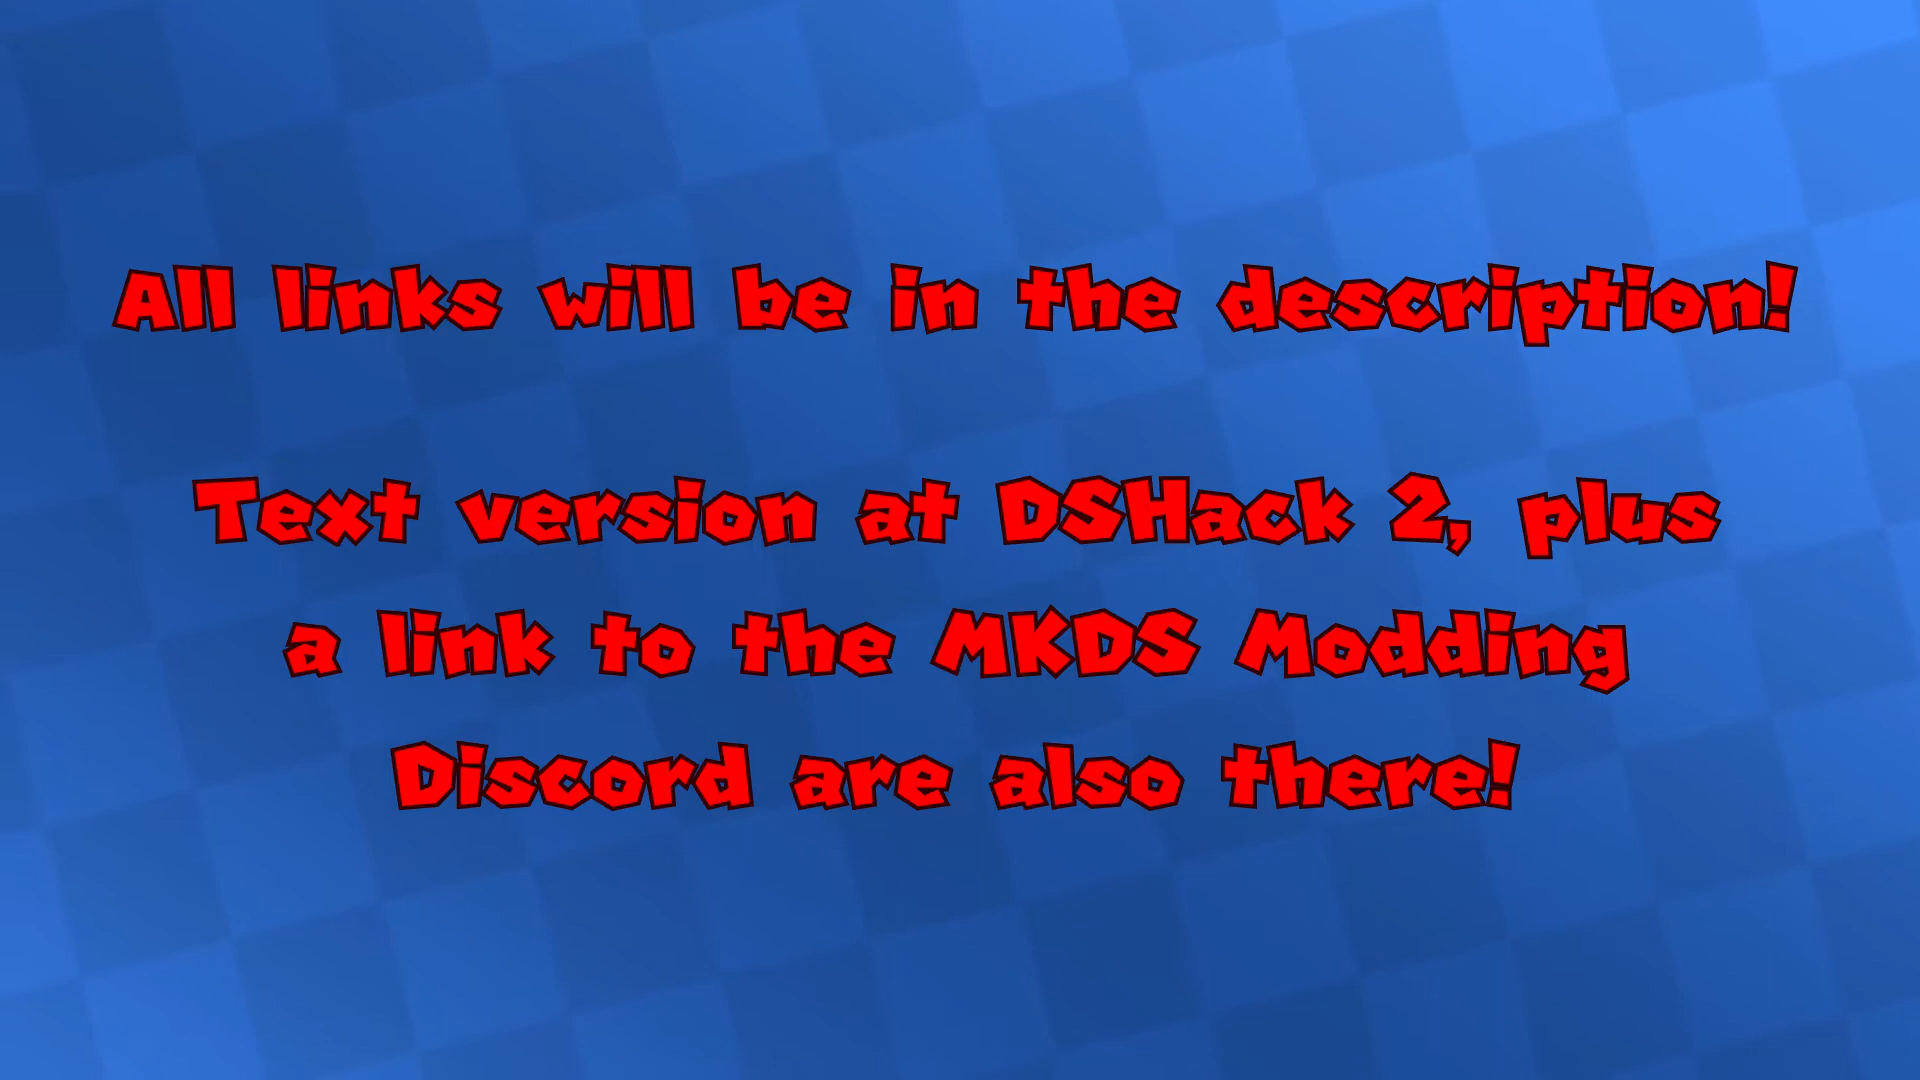 All links will be in the description!
Text version at DSHack 2, plus
a link to the MKDS Modding
Discord are also there!